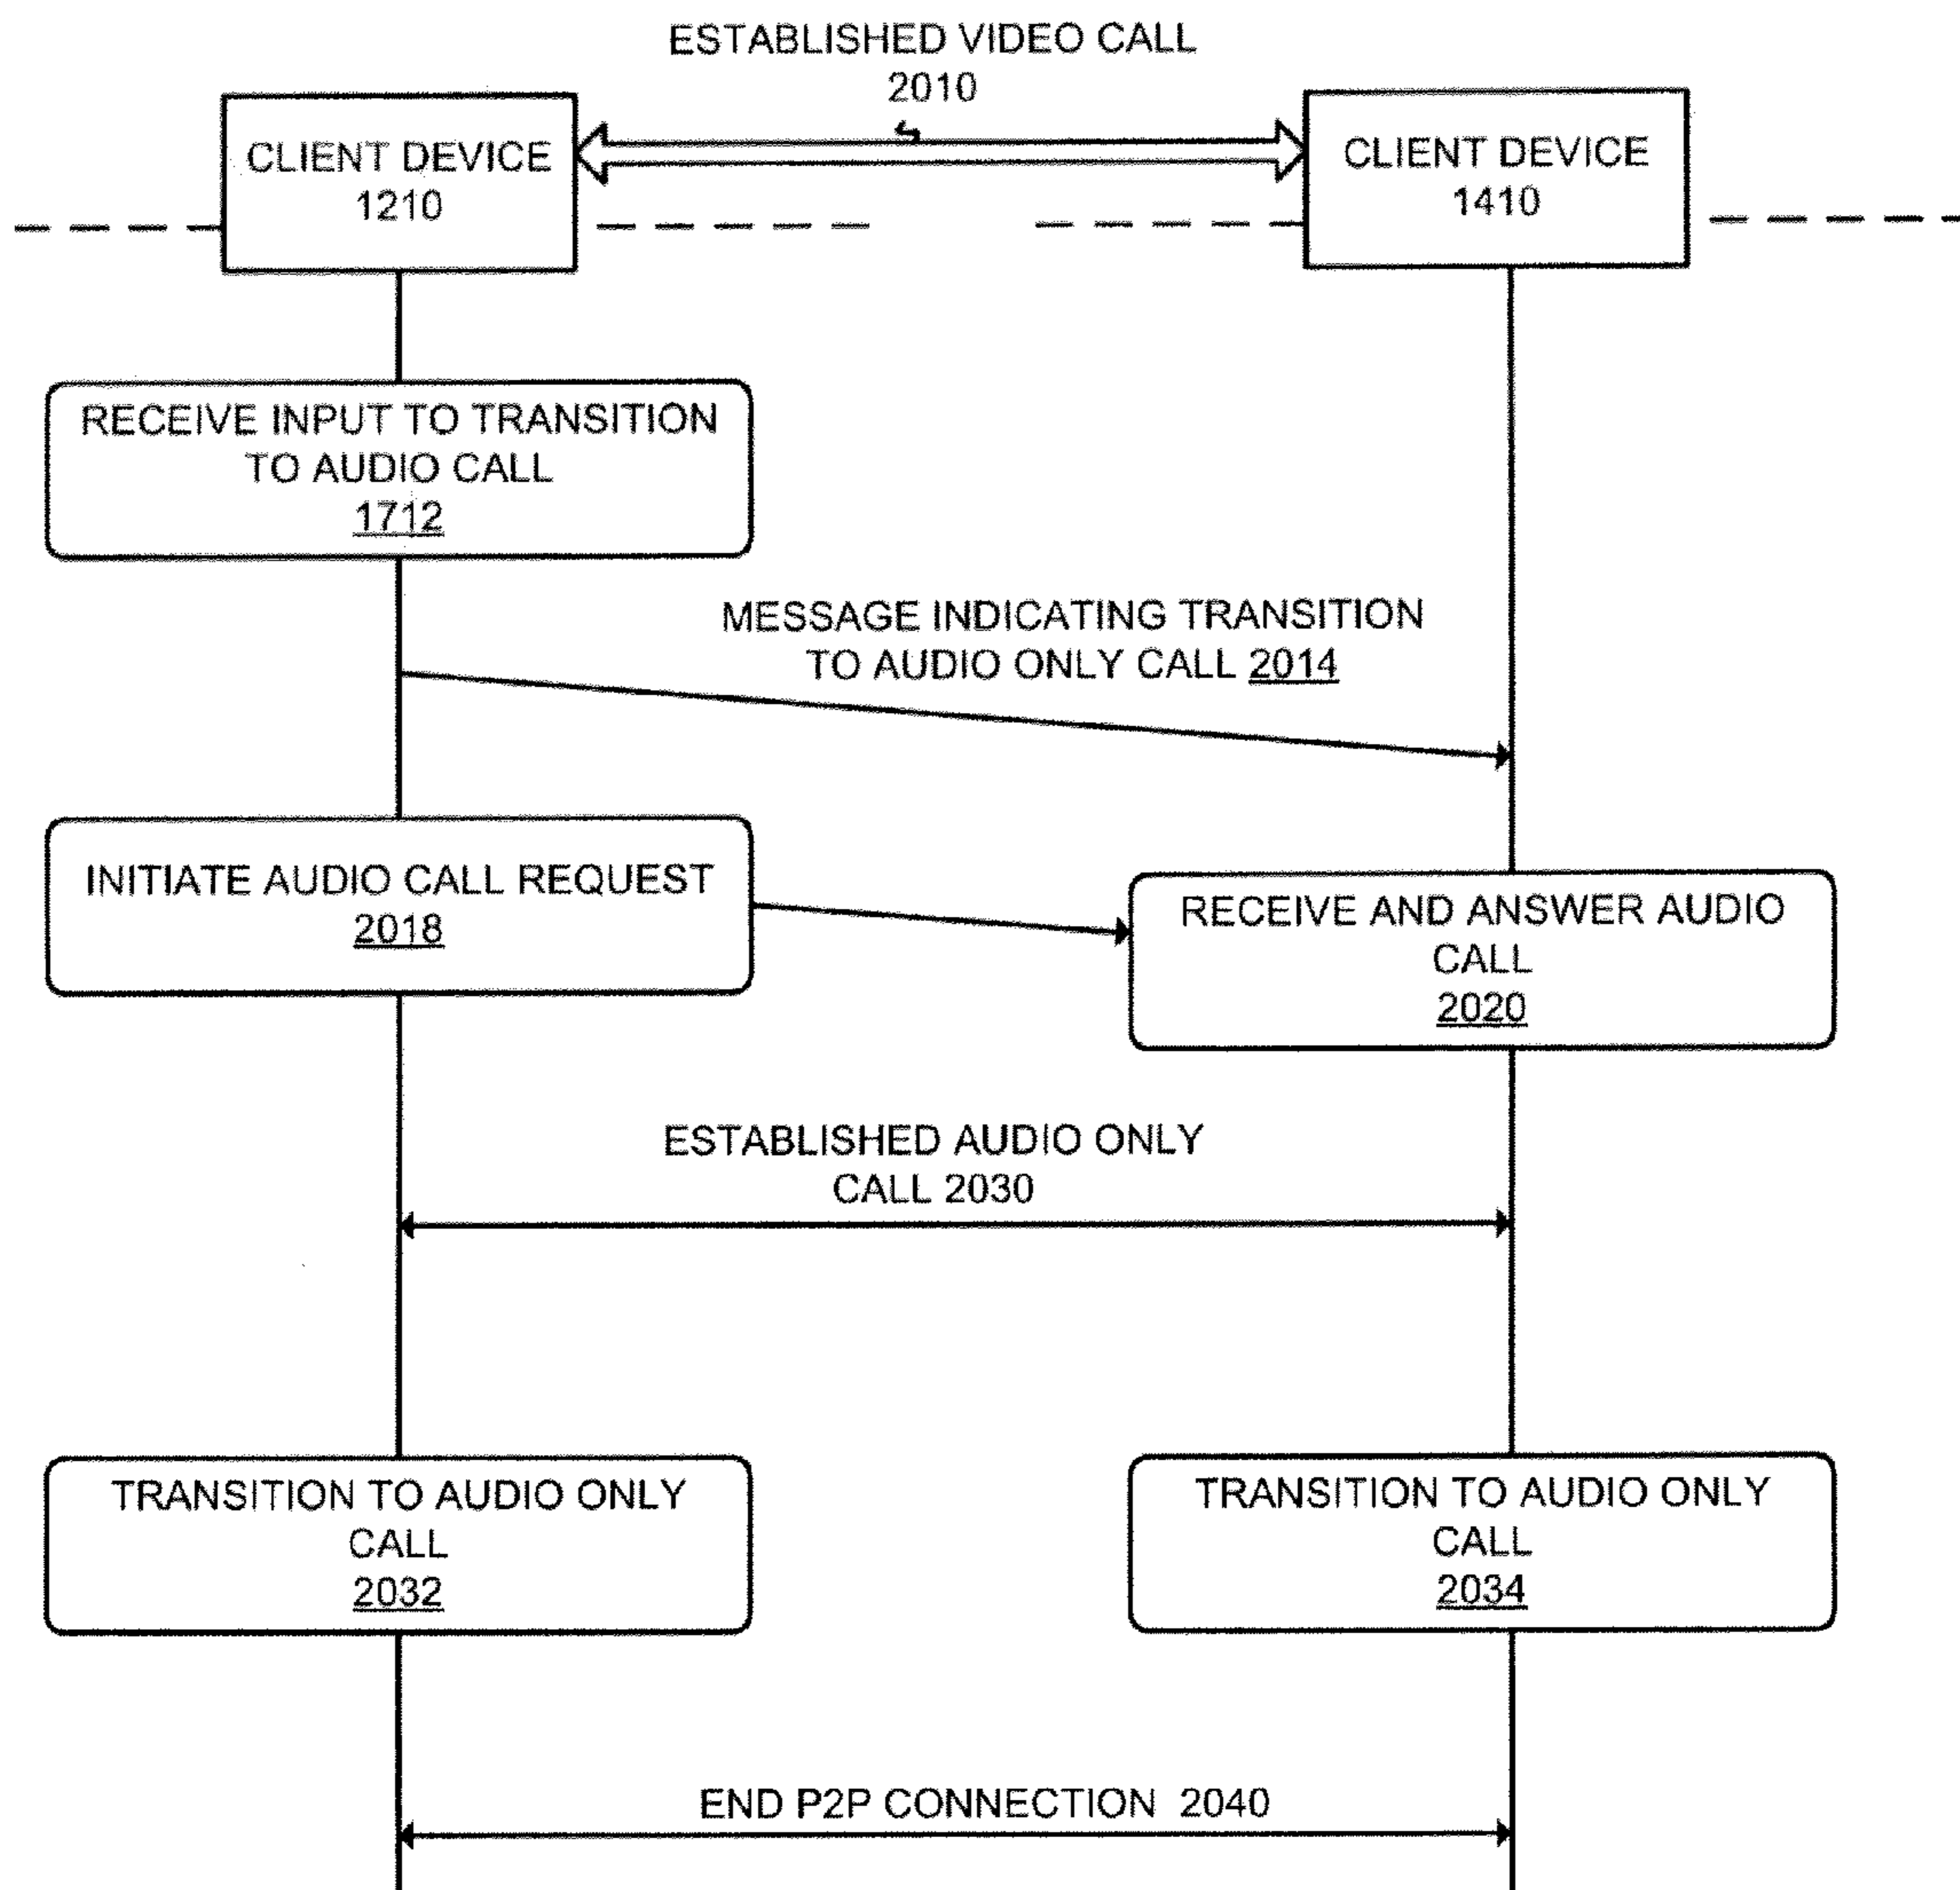 ESTABLISHED VIDEO CALL
2010
CLIENT DEVICE
1210
CLIENT DEVICE
1410
RECEIVE INPUT TO TRANSITION
TO AUDIO CALL
1712
MESSAGE INDICATING TRANSITION
TO AUDIO ONLY CALL 2014
INITIATE AUDIO CALL REQUEST
2018
RECEIVE AND ANSWER AUDIO
CALL
2020
ESTABLISHED AUDIO ONLY
CALL 2030
TRANSITION TO AUDIO ONLY
CALL
2032
TRANSITION TO AUDIO ONLY
CALL
2034
END P2P CONNECTION 2040